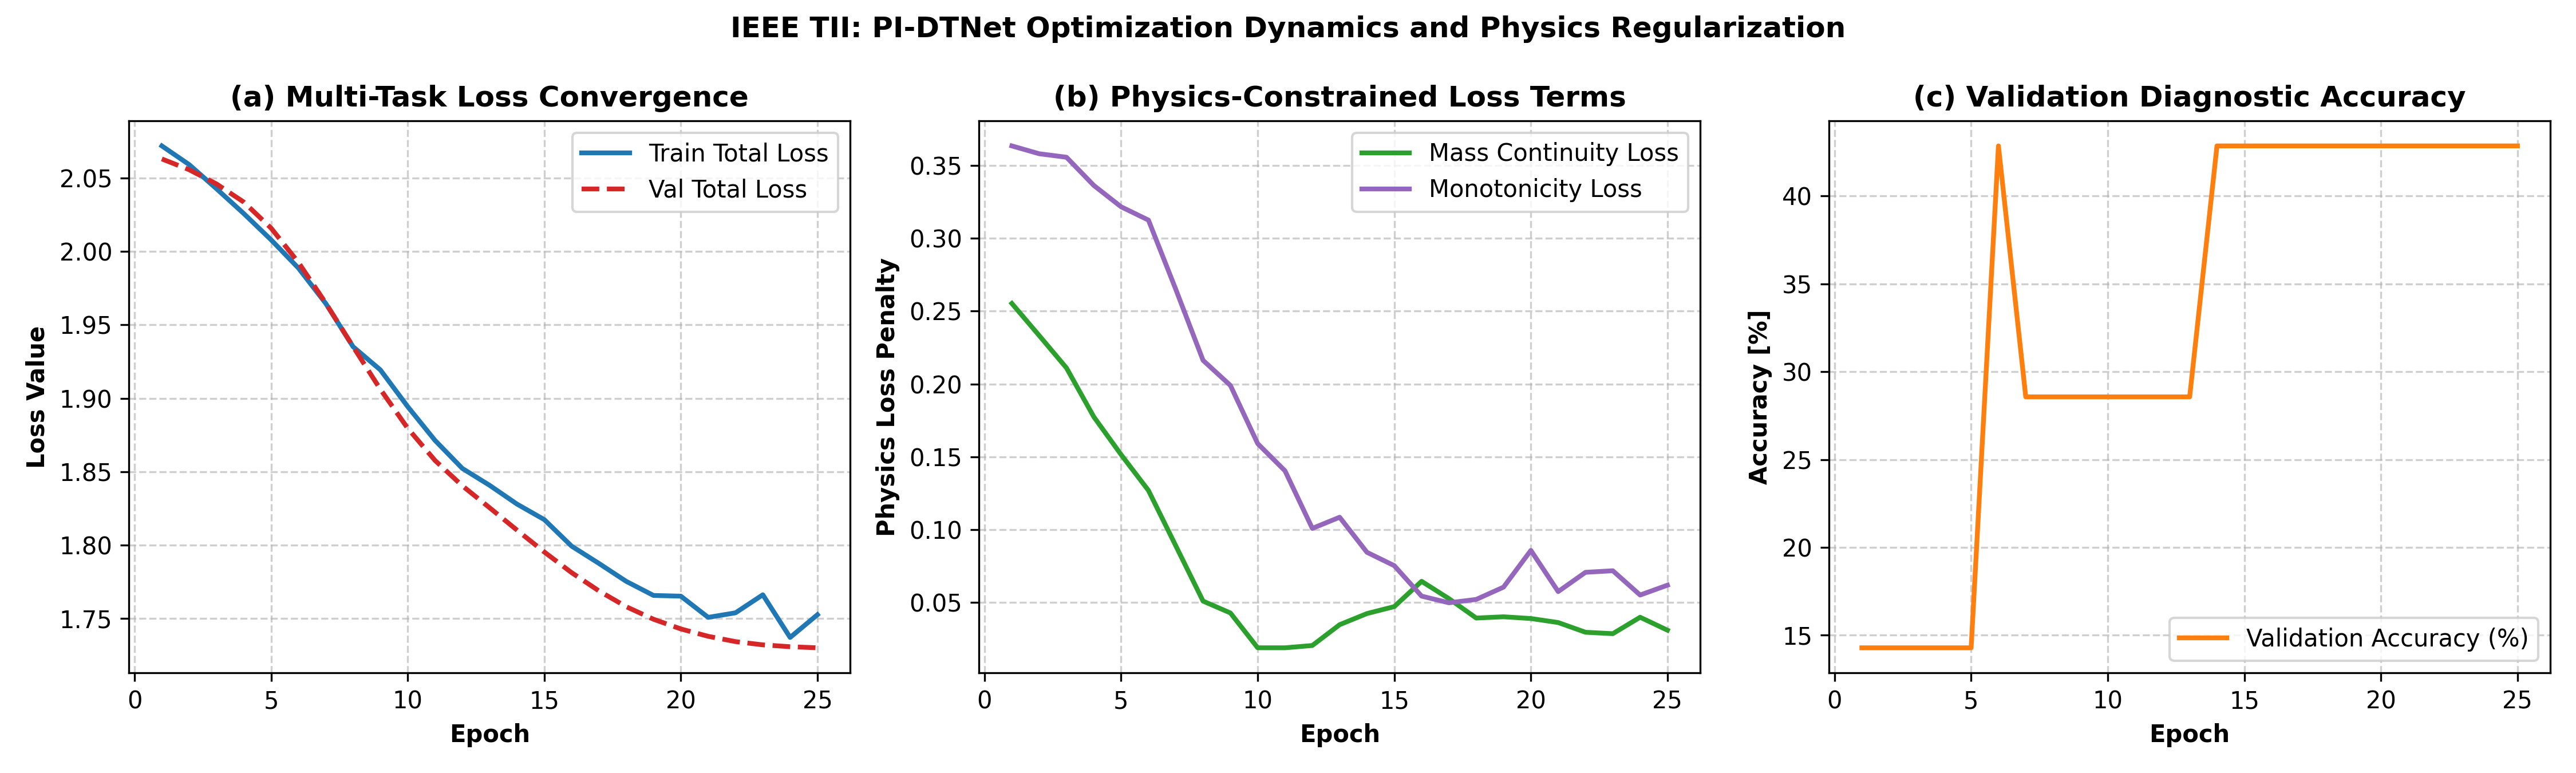 IEEE TII: PI-DTNet Optimization Dynamics and Physics Regularization
(a) Multi-Task Loss Convergence
Train Total Loss
Val Total Loss
2.05
2.00
1.95
1.90
1.85
1.80
1.75
Loss Value
0 5 10 15 20 25
Epoch
(b) Physics-Constrained Loss Terms
Mass Continuity Loss
Monotonicity Loss
0.35
0.30
0.25
0.20
0.15
0.10
0.05
Physics Loss Penalty
0 5 10 15 20 25
Epoch
(c) Validation Diagnostic Accuracy
40
35
30
25
20
15
Accuracy [%]
Validation Accuracy (%)
0 5 10 15 20 25
Epoch